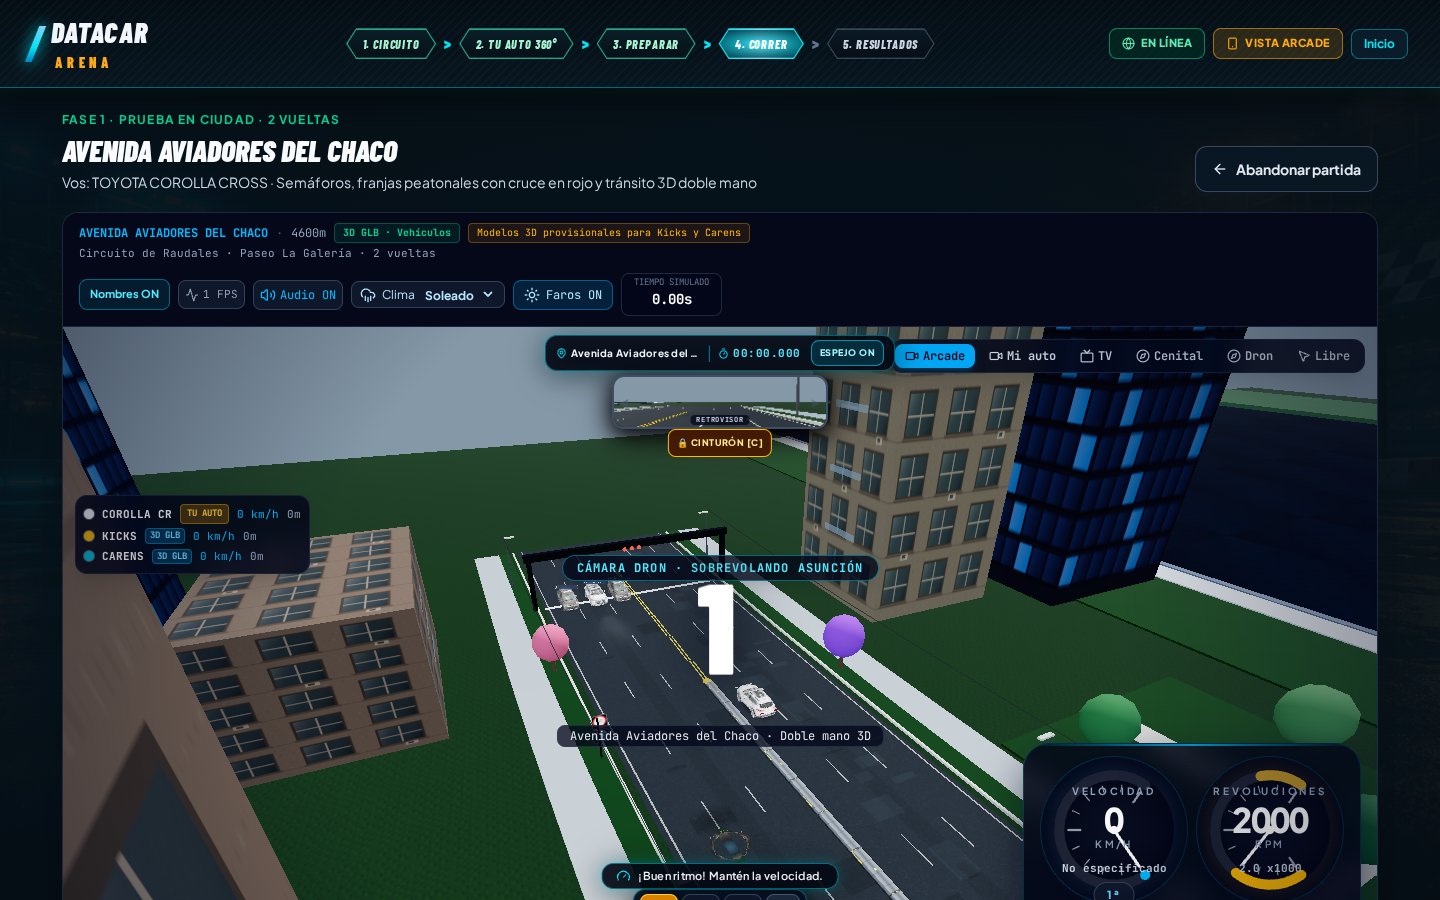 DATACAR
ARENA
1. CIRCUITO
2. TU AUTO 360°
3. PREPARAR
4. CORRER
5. RESULTADOS
EN LÍNEA
VISTA ARCADE
Inicio
FASE 1 · PRUEBA EN CIUDAD · 2 VUELTAS
AVENIDA AVIADORES DEL CHACO
Vos: TOYOTA COROLLA CROSS · Semáforos, franjas peatonales con cruce en rojo y tránsito 3D doble mano
Abandonar partida
AVENIDA AVIADORES DEL CHACO · 4600m
3D GLB · Vehículos
Modelos 3D provisionales para Kicks y Carens
Circuito de Raudales · Paseo La Galería · 2 vueltas
Nombres ON
1 FPS
Audio ON
Clima Soleado
Faros ON
TIEMPO SIMULADO
0.00s
Avenida Aviadores del ...
00:00.000
ESPEJO ON
Arcade
Mi auto
TV
Cenital
Dron
Libre
RETROVISOR
CINTURÓN [C]
COROLLA CR TU AUTO 0 km/h 0m
KICKS 3D GLB 0 km/h 0m
CARENS 3D GLB 0 km/h 0m
CÁMARA DRON · SOBREVOLANDO ASUNCIÓN
1
Avenida Aviadores del Chaco · Doble mano 3D
VELOCIDAD
0
KM/H
No especificado
1ª
REVOLUCIONES
2000
RPM
2.0 x1000
¡Buen ritmo! Mantén la velocidad.